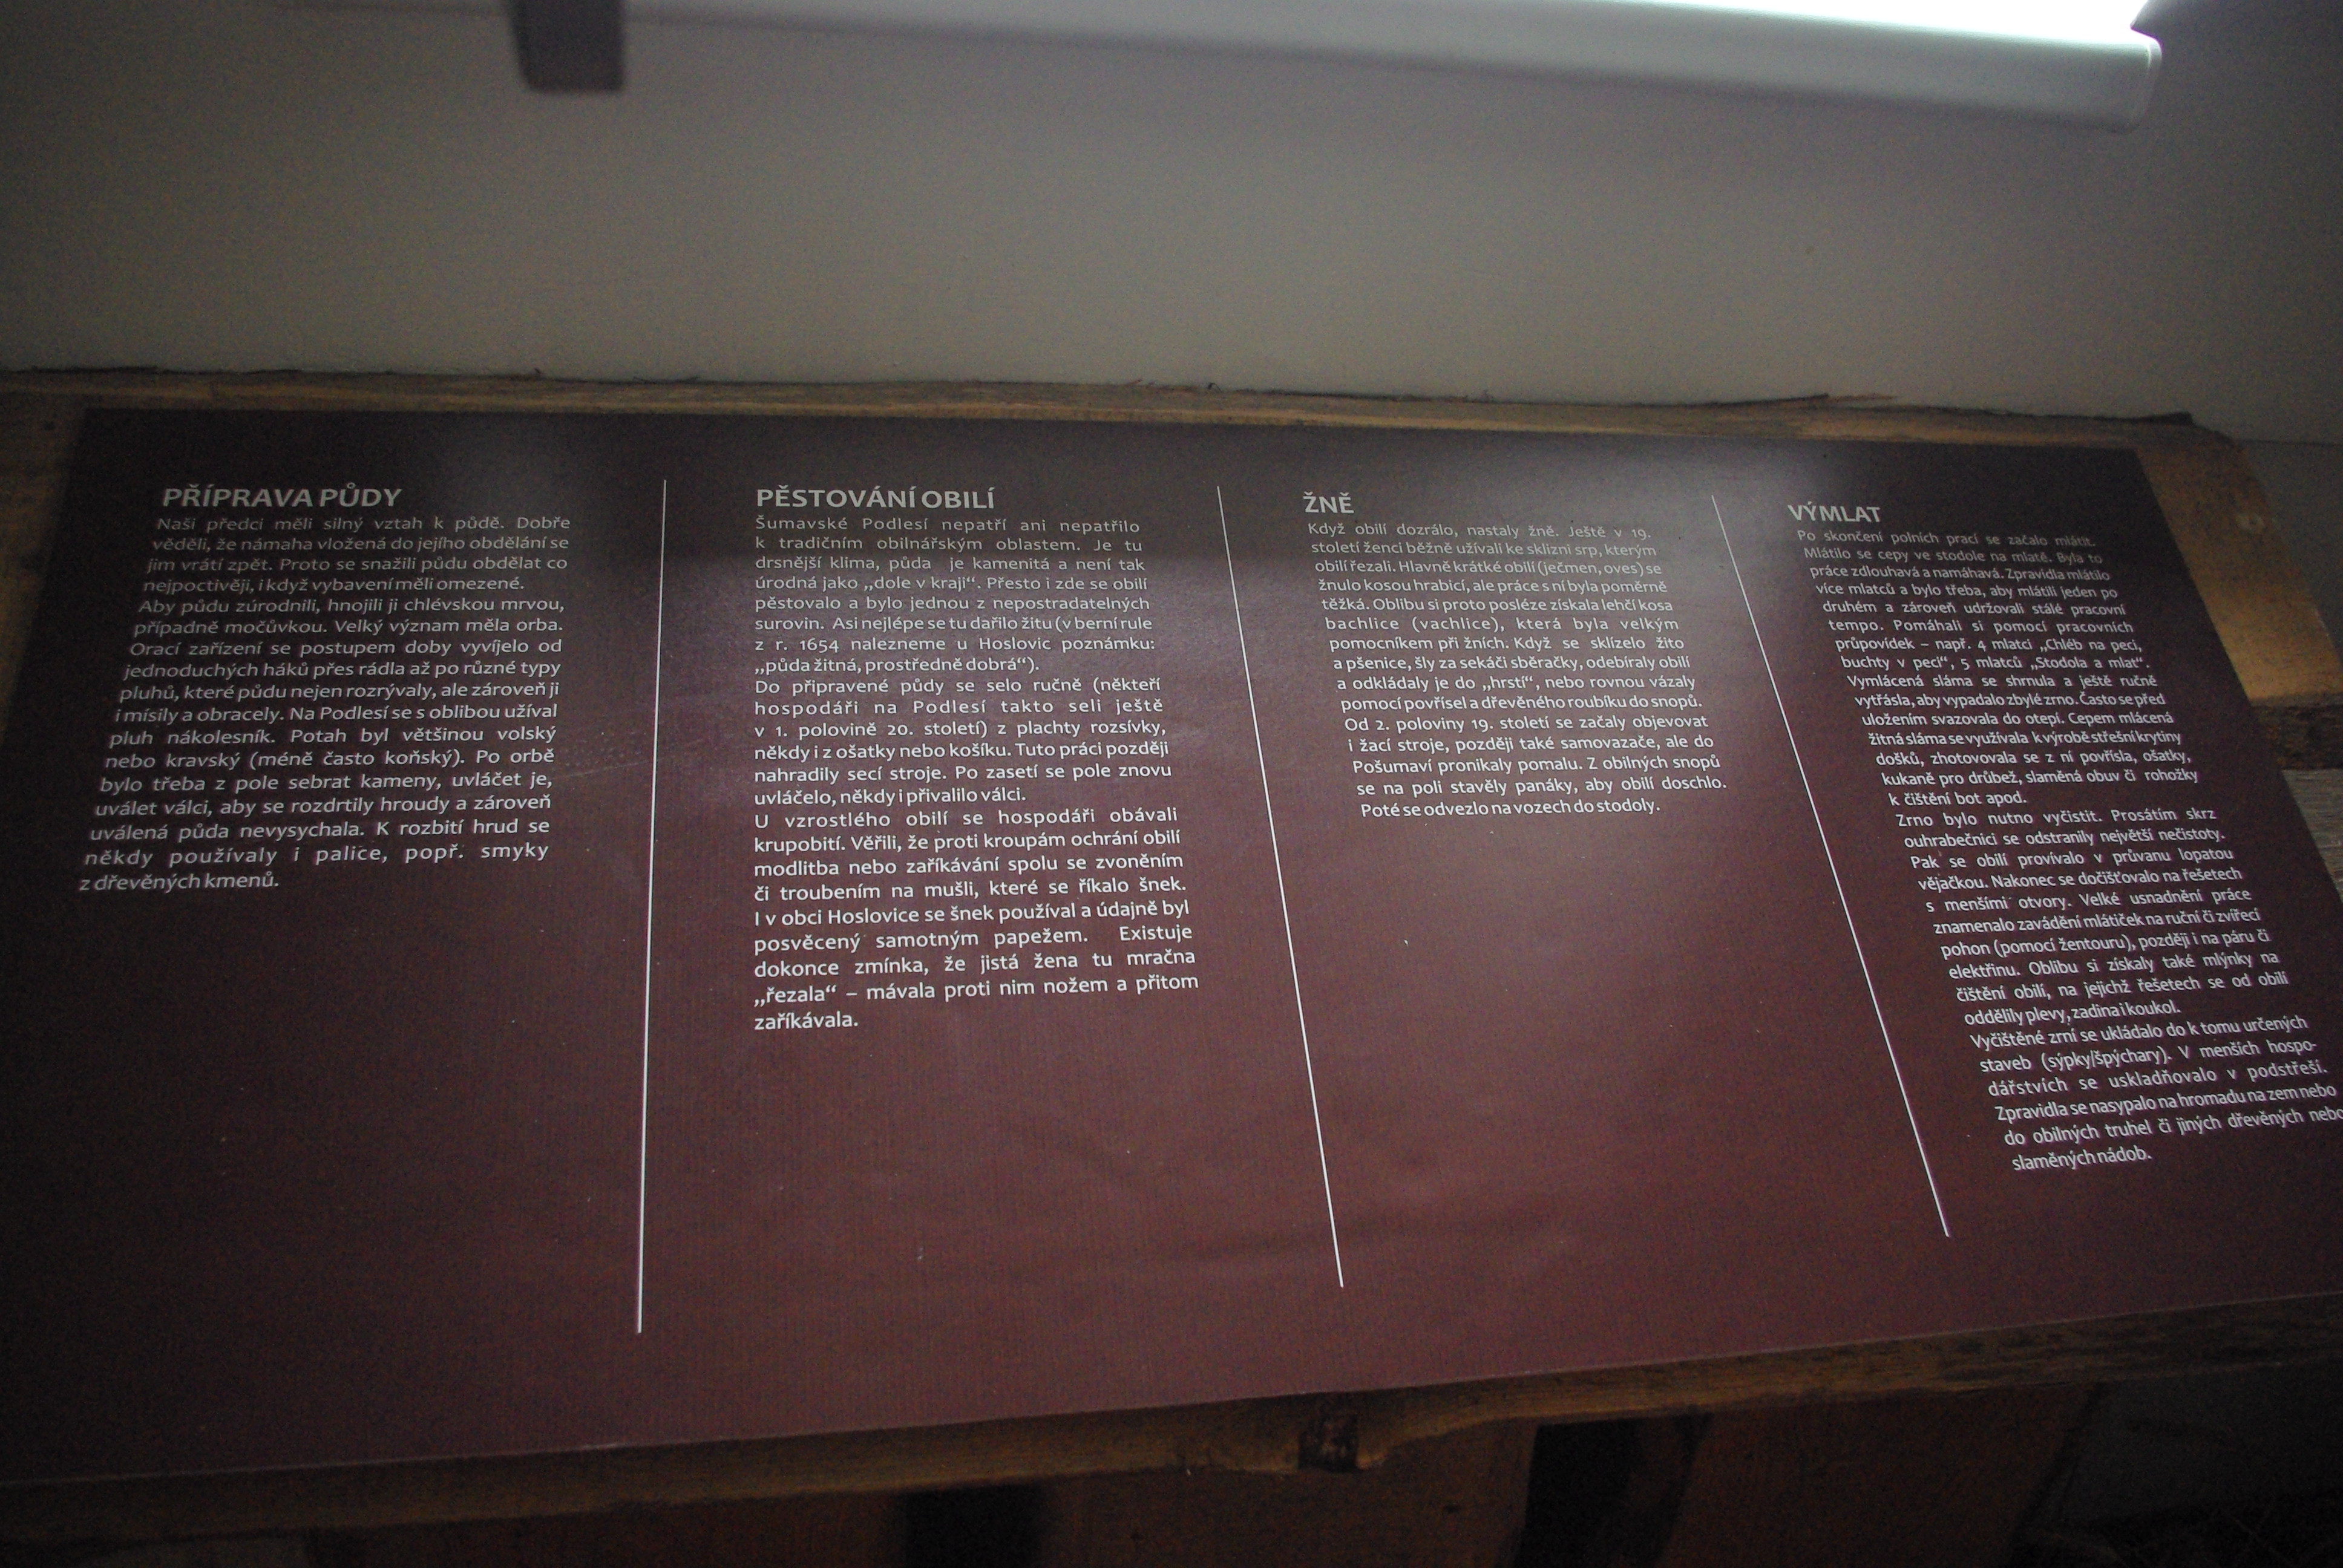 PŘÍPRAVA PŮDY
Naši předci měli silný vztah k půdě. Dobře
věděli, že námaha vložená do jejího obdělání se
jim vrátí zpět. Proto se snažili půdu obdělat co
nejpoctivěji, i když vybavení měli omezené.
Aby půdu zúrodnili, hnojili ji chlévskou mrvou,
případně močůvkou. Velký význam měla orba.
Orací zařízení se postupem doby vyvíjelo od
jednoduchých háků přes rádla až po různé typy
pluhů, které půdu nejen rozrývaly, ale zároveň ji
i mísily a obracely. Na Podlesí se s oblibou užíval
pluh nákolesník. Potah byl většinou volský
nebo kravský (méně často koňský). Po orbě
bylo třeba z pole sebrat kameny, uvláčet je,
uválet válci, aby se rozdrtily hroudy a zároveň
uválená půda nevysychala. K rozbití hrud se
někdy používaly i palice, popř. smyky
z dřevěných kmenů.
PĚSTOVÁNÍ OBILÍ
Šumavské Podlesí nepatří ani nepatřilo
k tradičním obilnářským oblastem. Je tu
drsnější klima, půda je kamenitá a není tak
úrodná jako „dole v kraji“. Přesto i zde se obilí
pěstovalo a bylo jednou z nepostradatelných
surovin. Asi nejlépe se tu dařilo žitu (v berní rule
z r. 1654 nalezneme u Hoslovic poznámku:
„půda žitná, prostředně dobrá“).
Do připravené půdy se selo ručně (někteří
hospodáři na Podlesí takto seli ještě
v 1. polovině 20. století) z plachty rozsívky,
někdy i z ošatky nebo košíku. Tuto práci později
nahradily secí stroje. Po zasetí se pole znovu
uvláčelo, někdy i přivalilo válci.
U vzrostlého obilí se hospodáři obávali
krupobití. Věřili, že proti kroupám ochrání obilí
modlitba nebo zaříkávání spolu se zvoněním
či troubením na mušli, které se říkalo šnek.
I v obci Hoslovice se šnek používal a údajně byl
posvěcený samotným papežem. Existuje
dokonce zmínka, že jistá žena tu mračna
„řezala“ – mávala proti nim nožem a přitom
zaříkávala.
ŽNĚ
Když obilí dozrálo, nastaly žně. Ještě v 19.
století ženci běžně užívali ke sklizni srp, kterým
obilí řezali. Hlavně krátké obilí (ječmen, oves) se
žnulo kosou hrabicí, ale práce s ní byla poměrně
těžká. Oblibu si proto posléze získala lehčí kosa
bachlice (vachlice), která byla velkým
pomocníkem při žních. Když se sklízelo žito
a pšenice, šly za sekáči sběračky, odebíraly obilí
a odkládaly je do „hrstí“, nebo rovnou vázaly
pomocí povřísel a dřevěného roubíku do snopů.
Od 2. poloviny 19. století se začaly objevovat
i žací stroje, později také samovazače, ale do
Pošumaví pronikaly pomalu. Z obilných snopů
se na poli stavěly panáky, aby obilí doschlo.
Poté se odvezlo na vozech do stodoly.
VÝMLAT
Po skončení polních prací se začalo mlátit.
Mlátilo se cepy ve stodole na mlatě. Byla to
práce zdlouhavá a namáhavá. Zpravidla mlátilo
více mlatců a bylo třeba, aby mlátili jeden po
druhém a zároveň udržovali stálé pracovní
tempo. Pomáhali si pomocí pracovních
průpovídek – např. 4 mlatci „Chléb na peci,
buchty v peci“, 5 mlatců „Stodola a mlat“.
Vymlácená sláma se shrnula a ještě ručně
vytřásla, aby vypadalo zbylé zrno. Často se před
uložením svazovala do otepí. Cepem mlácená
žitná sláma se využívala k výrobě střešní krytiny
došků, zhotovovala se z ní povřísla, ošatky,
kukaně pro drůbež, slaměná obuv či rohožky
k čištění bot apod.
Zrno bylo nutno vyčistit. Prosátím skrz
ouhrabečnici se odstranily největší nečistoty.
Pak se obilí provívalo v průvanu lopatou
vějačkou. Nakonec se dočišťovalo na řešetech
s menšími otvory. Velké usnadnění práce
znamenalo zavádění mlátiček na ruční či zvířecí
pohon (pomocí žentouru), později i na páru či
elektřinu. Oblibu si získaly také mlýnky na
čištění obilí, na jejichž řešetech se od obilí
oddělily plevy, zadina i koukol.
Vyčištěné zrní se ukládalo do k tomu určených
staveb (sýpky/špýchary). V menších hospo-
dářstvích se uskladňovalo v podstřeší.
Zpravidla se nasypalo na hromadu na zem nebo
do obilných truhel či jiných dřevěných nebo
slaměných nádob.